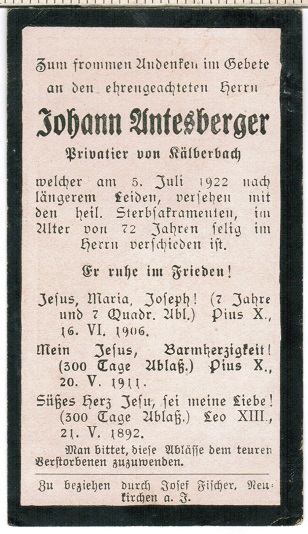 Zum frommen Andenken im Gebete
an den ehrengeachteten Herrn
Johann Antesberger
Privatier von Kälberbach
welcher am 5. Juli 1922 nach
längerem Leiden, versehen mit
den heil. Sterbsakramenten, im
Alter von 72 Jahren selig im
Herrn verschieden ist.
Er ruhe im Frieden!
Jesus, Maria, Joseph! (7 Jahre
und 7 Quadr. Abl.) Pius X.,
16. VI. 1906.
Mein Jesus, Barmherzigkeit!
(300 Tage Ablaß.) Pius X.,
20. V. 1911.
Süßes Herz Jesu, sei meine Liebe!
(300 Tage Ablaß.) Leo XIII.,
21. V. 1892.
Man bittet, diese Ablässe dem teuren
Verstorbenen zuzuwenden.
Zu beziehen durch Josef Fischer, Neu-
kirchen a. I.